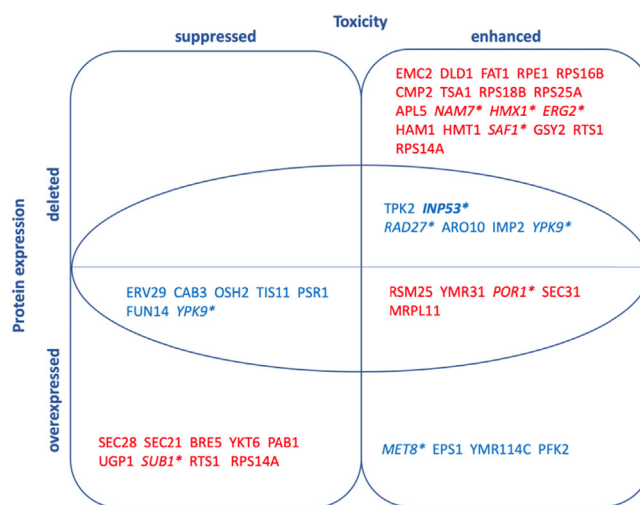 Toxicity
suppressed
enhanced
Protein expression
deleted
overexpressed
EMC2 DLD1 FAT1 RPE1 RPS16B
CMP2 TSA1 RPS18B RPS25A
APL5 NAM7* HMX1* ERG2*
HAM1 HMT1 SAF1* GSY2 RTS1
RPS14A
TPK2 INP53*
RAD27* ARO10 IMP2 YPK9*
ERV29 CAB3 OSH2 TIS11 PSR1
FUN14 YPK9*
RSM25 YMR31 POR1* SEC31
MRPL11
SEC28 SEC21 BRE5 YKT6 PAB1
UGP1 SUB1* RTS1 RPS14A
MET8* EPS1 YMR114C PFK2